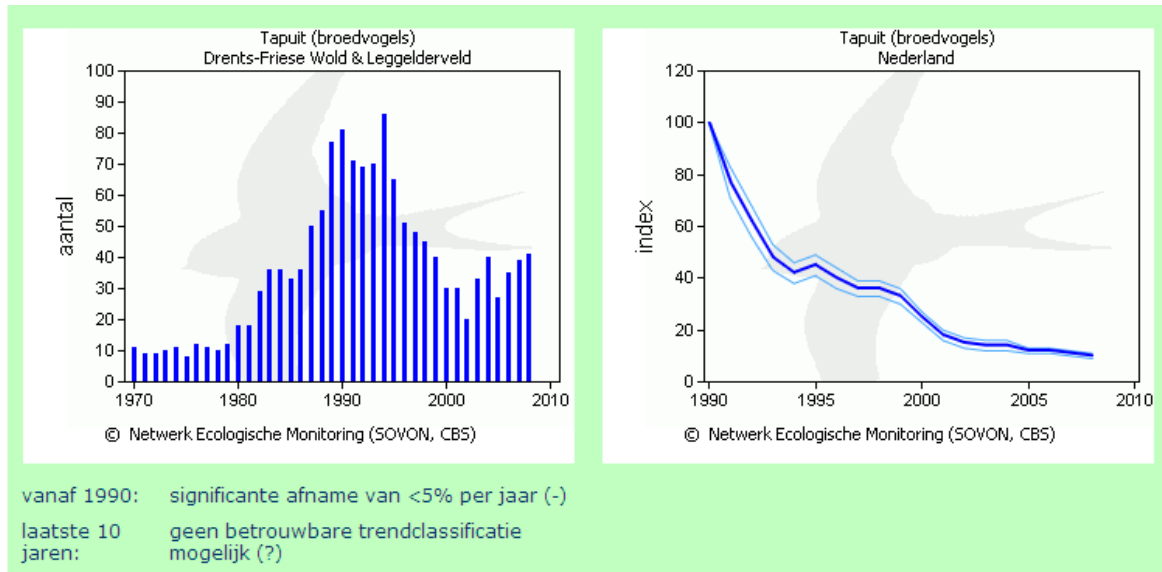 Tapuit (broedvogels)
Drents-Friese Wold & Leggelderveld
100
90
80
70
60
50
40
30
20
10
0
aantal
1970 1980 1990 2000 2010
© Netwerk Ecologische Monitoring (SOVON, CBS)
Tapuit (broedvogels)
Nederland
120
100
80
60
40
20
0
index
1990 1995 2000 2005 2010
© Netwerk Ecologische Monitoring (SOVON, CBS)
vanaf 1990: significante afname van <5% per jaar (-)
laatste 10 geen betrouwbare trendclassificatie
jaren: mogelijk (?)